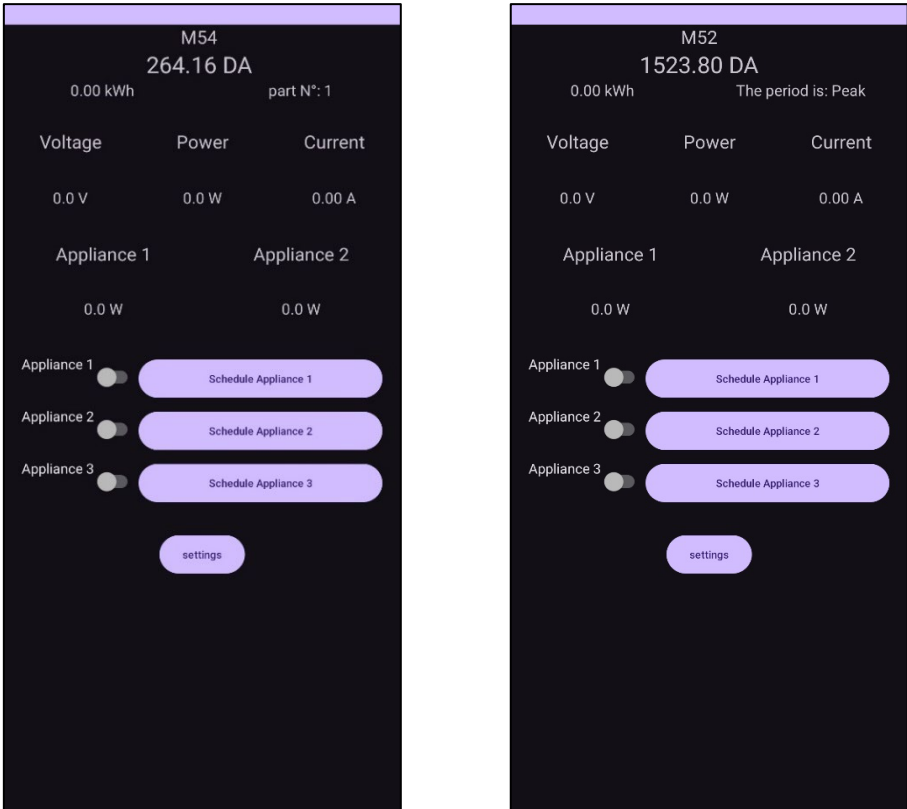 M54
264.16 DA
0.00 kWh part N°: 1
Voltage Power Current
0.0 V 0.0 W 0.00 A
Appliance 1 Appliance 2
0.0 W 0.0 W
Appliance 1 Schedule Appliance 1
Appliance 2 Schedule Appliance 2
Appliance 3 Schedule Appliance 3
settings
M52
1523.80 DA
0.00 kWh The period is: Peak
Voltage Power Current
0.0 V 0.0 W 0.00 A
Appliance 1 Appliance 2
0.0 W 0.0 W
Appliance 1 Schedule Appliance 1
Appliance 2 Schedule Appliance 2
Appliance 3 Schedule Appliance 3
settings